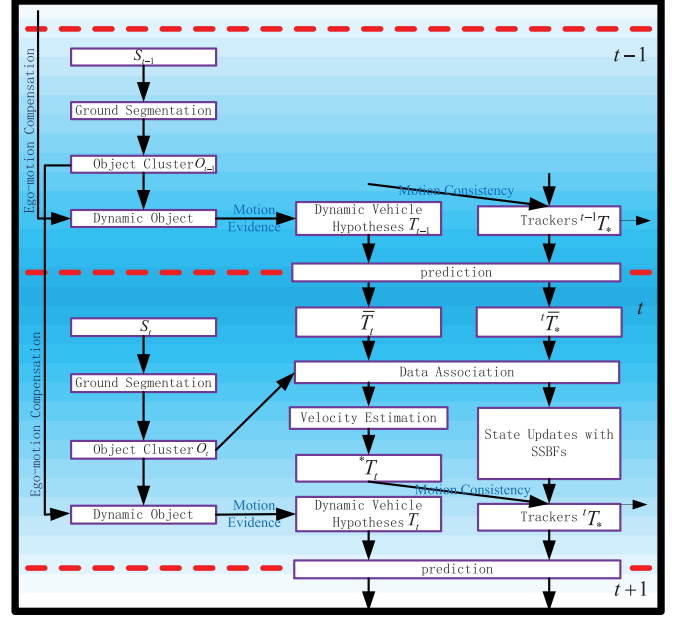 t−1
S_{t−1}
Ground Segmentation
Object Cluster O_{t−1}
Dynamic Object
Ego-motion Compensation
Motion
Evidence
Dynamic Vehicle
Hypotheses T_{t−1}
Motion Consistency
Trackers ^{t−1}T_*
prediction
t
S_t
Ground Segmentation
Object Cluster O_t
Dynamic Object
Ego-motion Compensation
T̅_t
^tT̅_*
Data Association
Velocity Estimation
^*T_t
State Updates with
SSBFs
Motion
Evidence
Dynamic Vehicle
Hypotheses T_t
Motion Consistency
Trackers ^tT_*
prediction
t+1